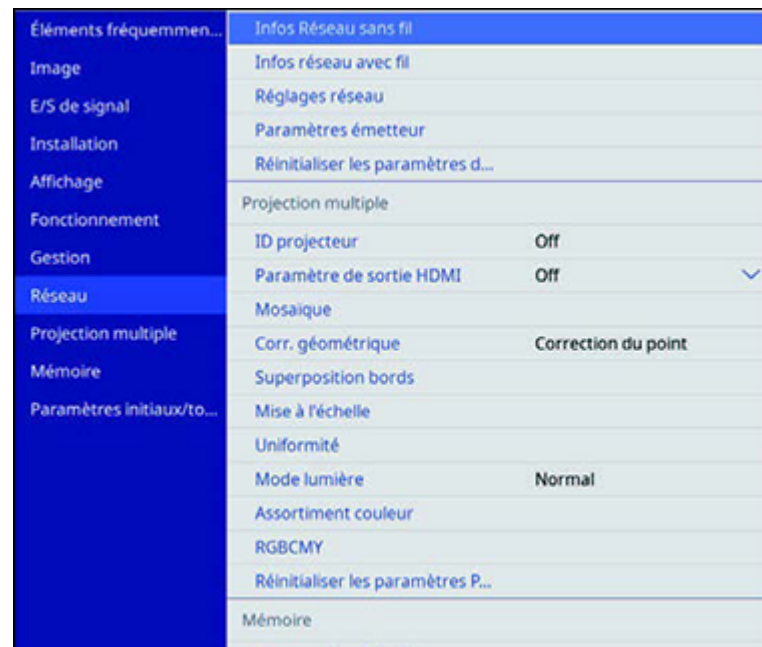 Éléments fréquemmen...
Image
E/S de signal
Installation
Affichage
Fonctionnement
Gestion
Réseau
Projection multiple
Mémoire
Paramètres initiaux/to...
Infos Réseau sans fil
Infos réseau avec fil
Réglages réseau
Paramètres émetteur
Réinitialiser les paramètres d...
Projection multiple
ID projecteur Off
Paramètre de sortie HDMI Off
Mosaïque
Corr. géométrique Correction du point
Superposition bords
Mise à l'échelle
Uniformité
Mode lumière Normal
Assortiment couleur
RGBCMY
Réinitialiser les paramètres P...
Mémoire